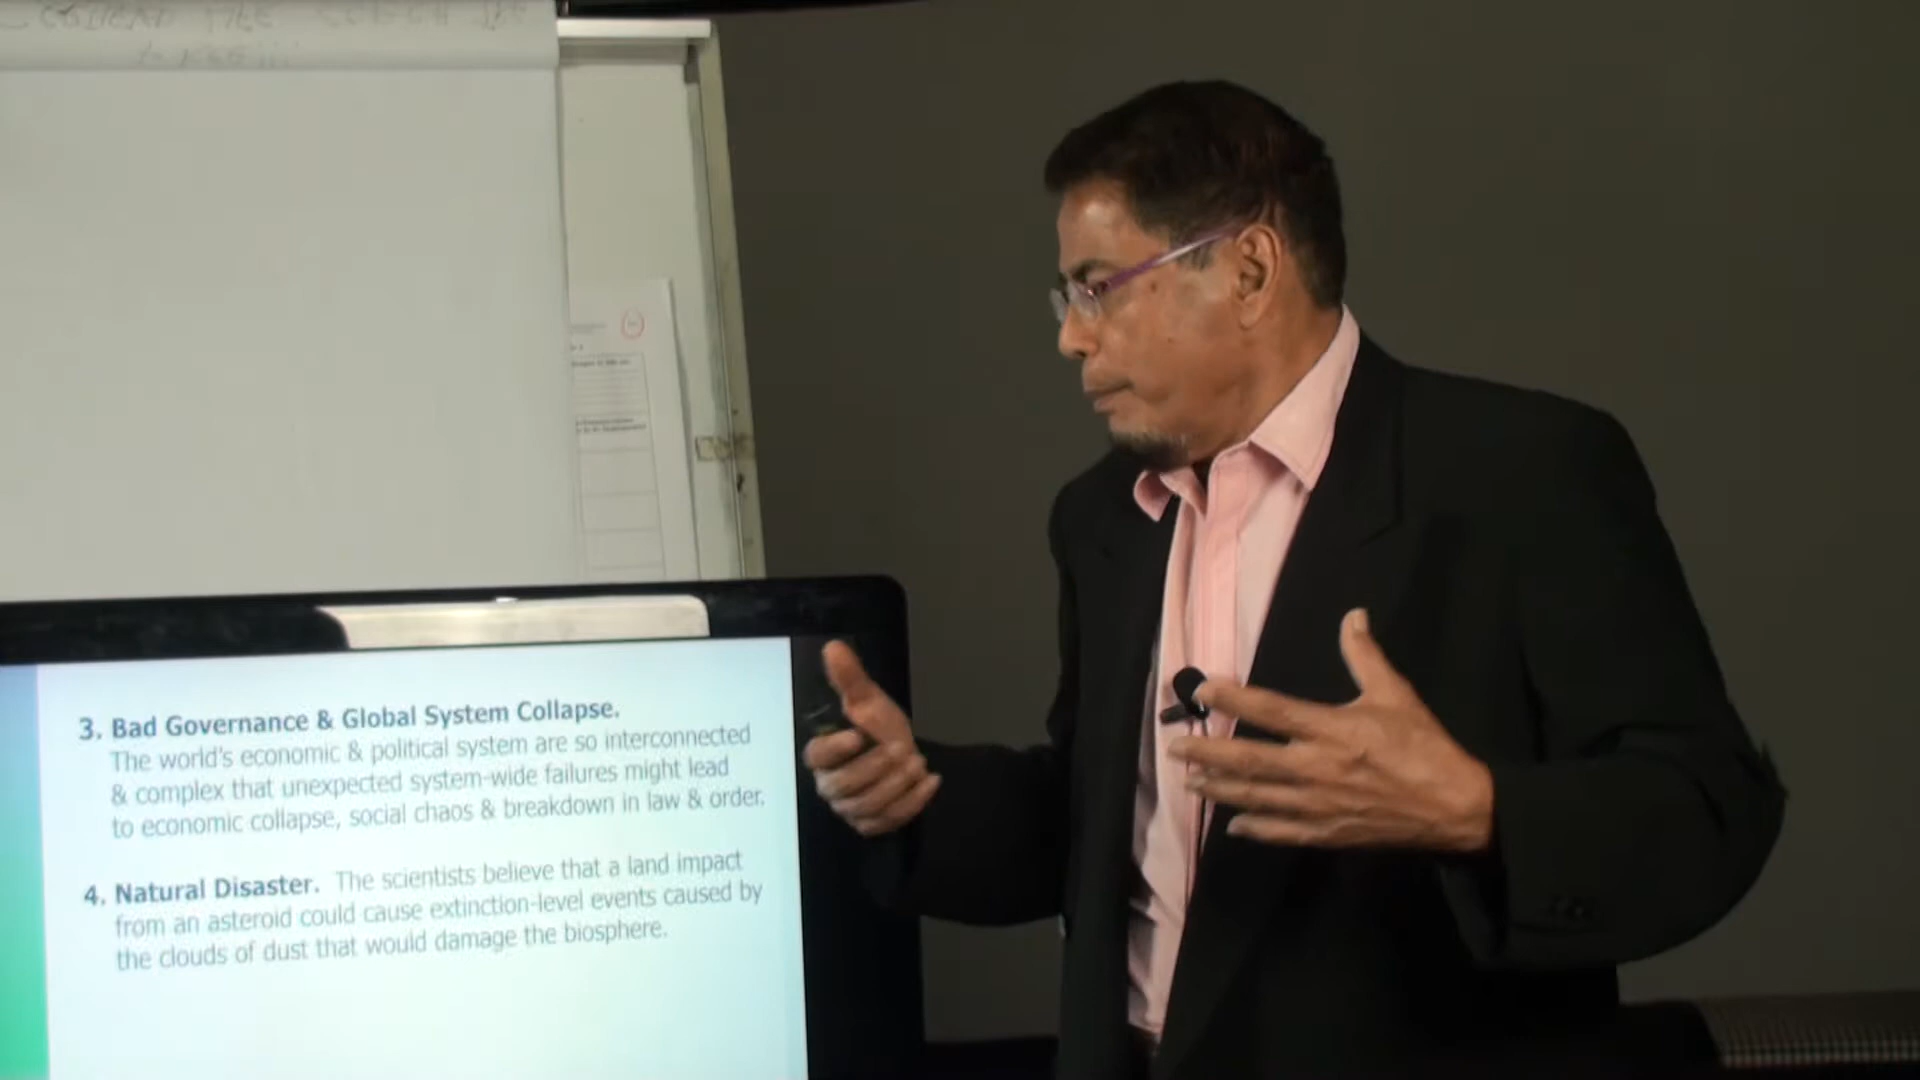 3. Bad Governance & Global System Collapse.
The world's economic & political system are so interconnected
& complex that unexpected system-wide failures might lead
to economic collapse, social chaos & breakdown in law & order.
4. Natural Disaster. The scientists believe that a land impact
from an asteroid could cause extinction-level events caused by
the clouds of dust that would damage the biosphere.